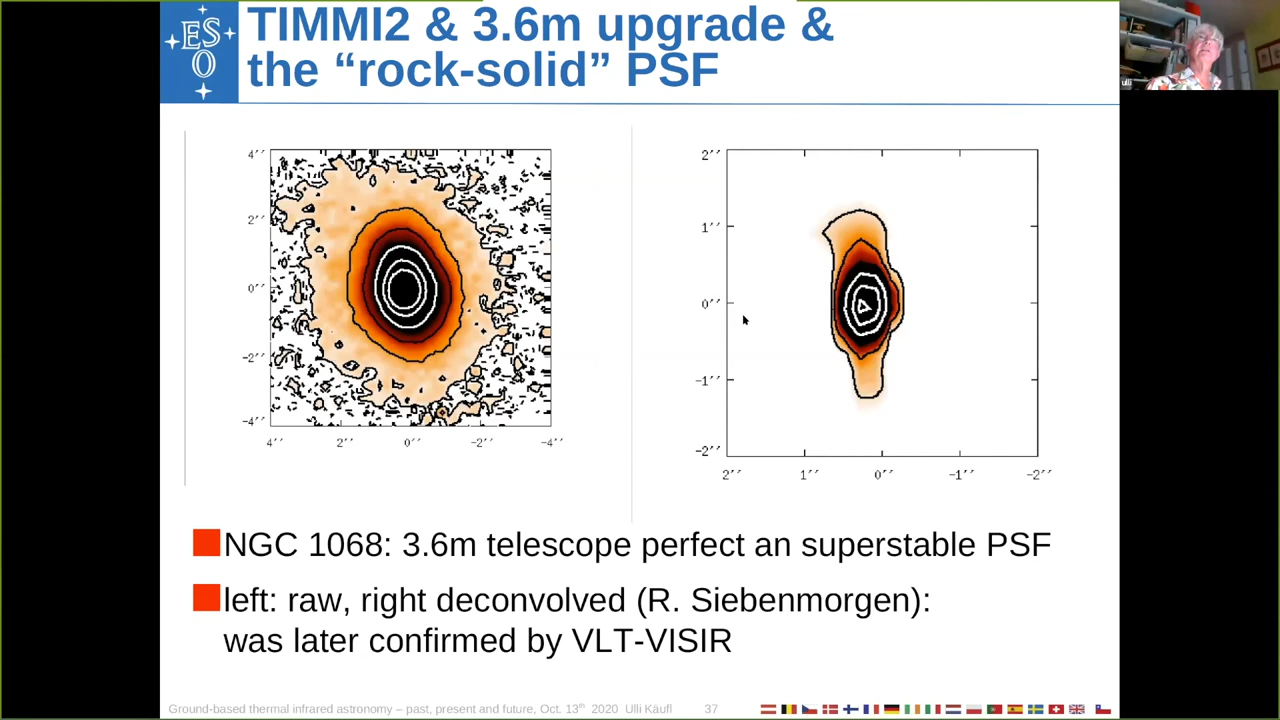 TIMMI2 & 3.6m upgrade &
the “rock-solid” PSF
ESO
ulli
4′′
2′′
0′′
−2′′
−4′′
4′′ 2′′ 0′′ −2′′ −4′′
2′′
1′′
0′′
−1′′
−2′′
2′′ 1′′ 0′′ −1′′ −2′′
NGC 1068: 3.6m telescope perfect an superstable PSF
left: raw, right deconvolved (R. Siebenmorgen):
was later confirmed by VLT-VISIR
Ground-based thermal infrared astronomy – past, present and future, Oct. 13th 2020 Ulli Käufl 37